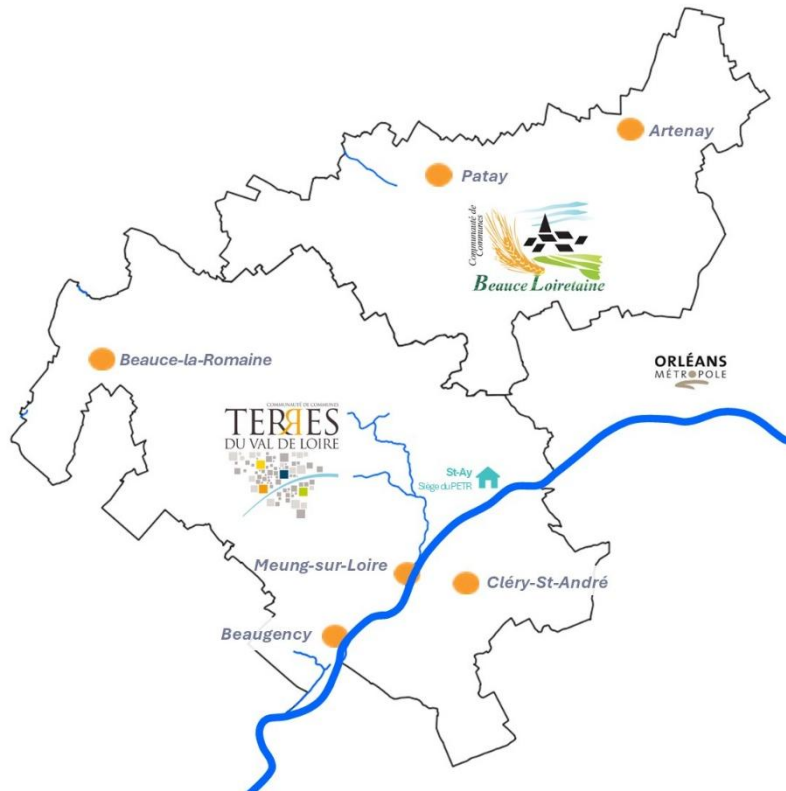 Artenay
Patay
Communauté de
Communes
Beauce Loiretaine
Beauce-la-Romaine
ORLÉANS
MÉTROPOLE
COMMUNAUTÉ DE COMMUNES
TERRES
DU VAL DE LOIRE
St-Ay
Siège du PETR
Meung-sur-Loire
Cléry-St-André
Beaugency